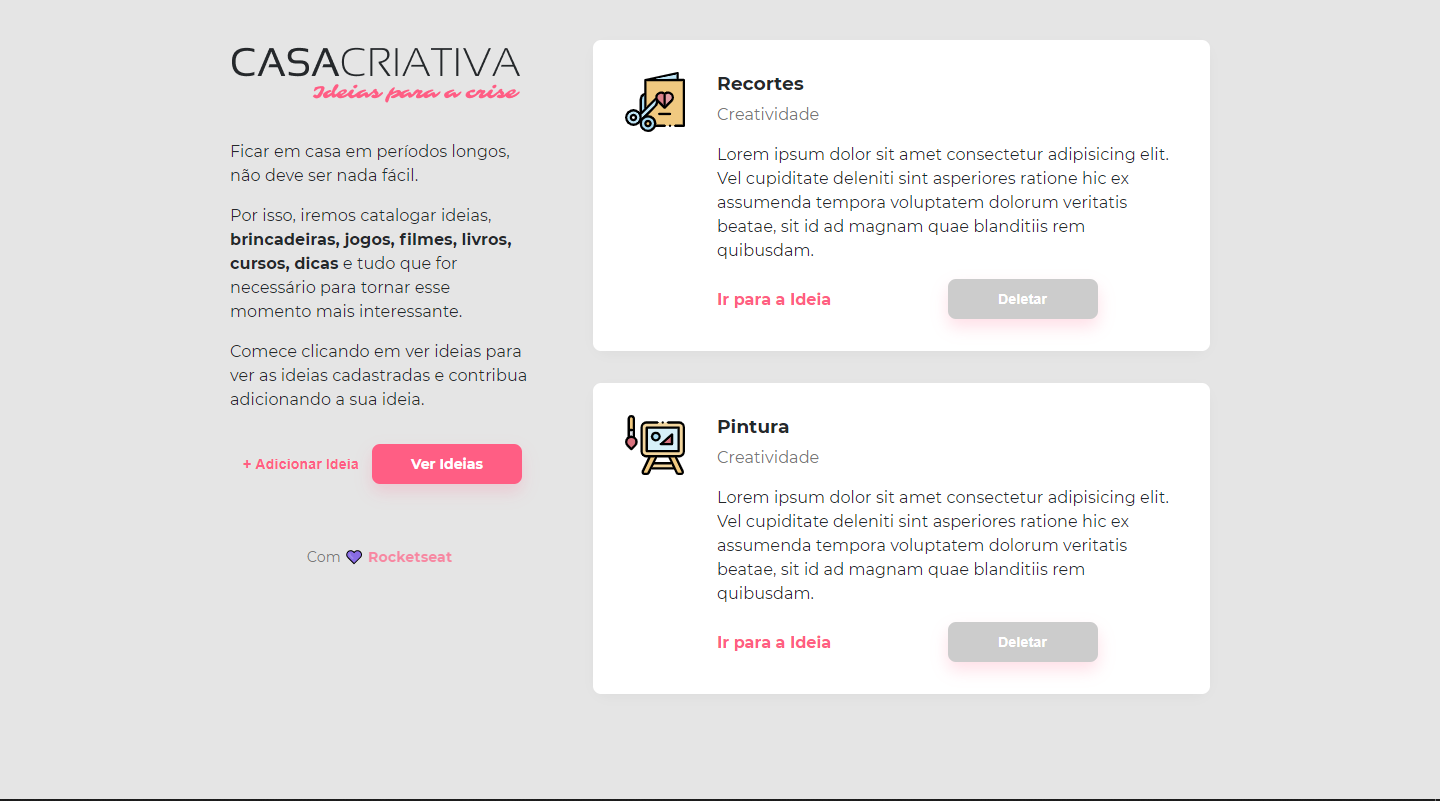 CASACRIATIVA
Ideias para a crise
Ficar em casa em períodos longos,
não deve ser nada fácil.
Por isso, iremos catalogar ideias,
brincadeiras, jogos, filmes, livros,
cursos, dicas e tudo que for
necessário para tornar esse
momento mais interessante.
Comece clicando em ver ideias para
ver as ideias cadastradas e contribua
adicionando a sua ideia.
+ Adicionar Ideia
Ver Ideias
Com 💜 Rocketseat
Recortes
Creatividade
Lorem ipsum dolor sit amet consectetur adipisicing elit.
Vel cupiditate deleniti sint asperiores ratione hic ex
assumenda tempora voluptatem dolorum veritatis
beatae, sit id ad magnam quae blanditiis rem
quibusdam.
Ir para a Ideia
Deletar
Pintura
Creatividade
Lorem ipsum dolor sit amet consectetur adipisicing elit.
Vel cupiditate deleniti sint asperiores ratione hic ex
assumenda tempora voluptatem dolorum veritatis
beatae, sit id ad magnam quae blanditiis rem
quibusdam.
Ir para a Ideia
Deletar